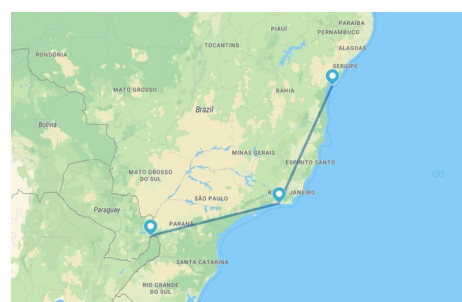 PARAÍBA
PIAUÍ
PERNAMBUCO
TOCANTINS
ALAGOAS
RONDÔNIA
SERGIPE
MATO GROSSO
BAHIA
Brazil
Bolivia
MINAS GERAIS
ESPÍRITO SANTO
MATO GROSSO
DO SUL
R
JANEIRO
SÃO PAULO
Paraguay
PARANÁ
SANTA CATARINA
RIO GRANDE
DO SUL